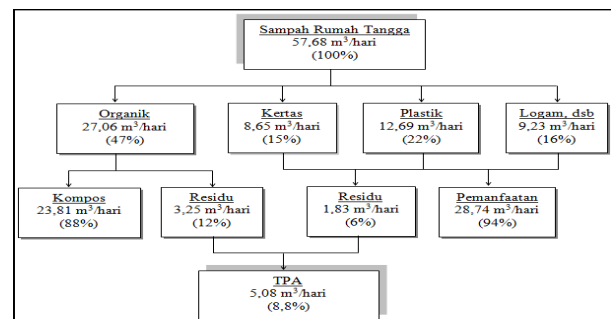 Sampah Rumah Tangga
57,68 m³/hari
(100%)
Organik
27,06 m³/hari
(47%)
Kertas
8,65 m³/hari
(15%)
Plastik
12,69 m³/hari
(22%)
Logam, dsb
9,23 m³/hari
(16%)
Kompos
23,81 m³/hari
(88%)
Residu
3,25 m³/hari
(12%)
Residu
1,83 m³/hari
(6%)
Pemanfaatan
28,74 m³/hari
(94%)
TPA
5,08 m³/hari
(8,8%)